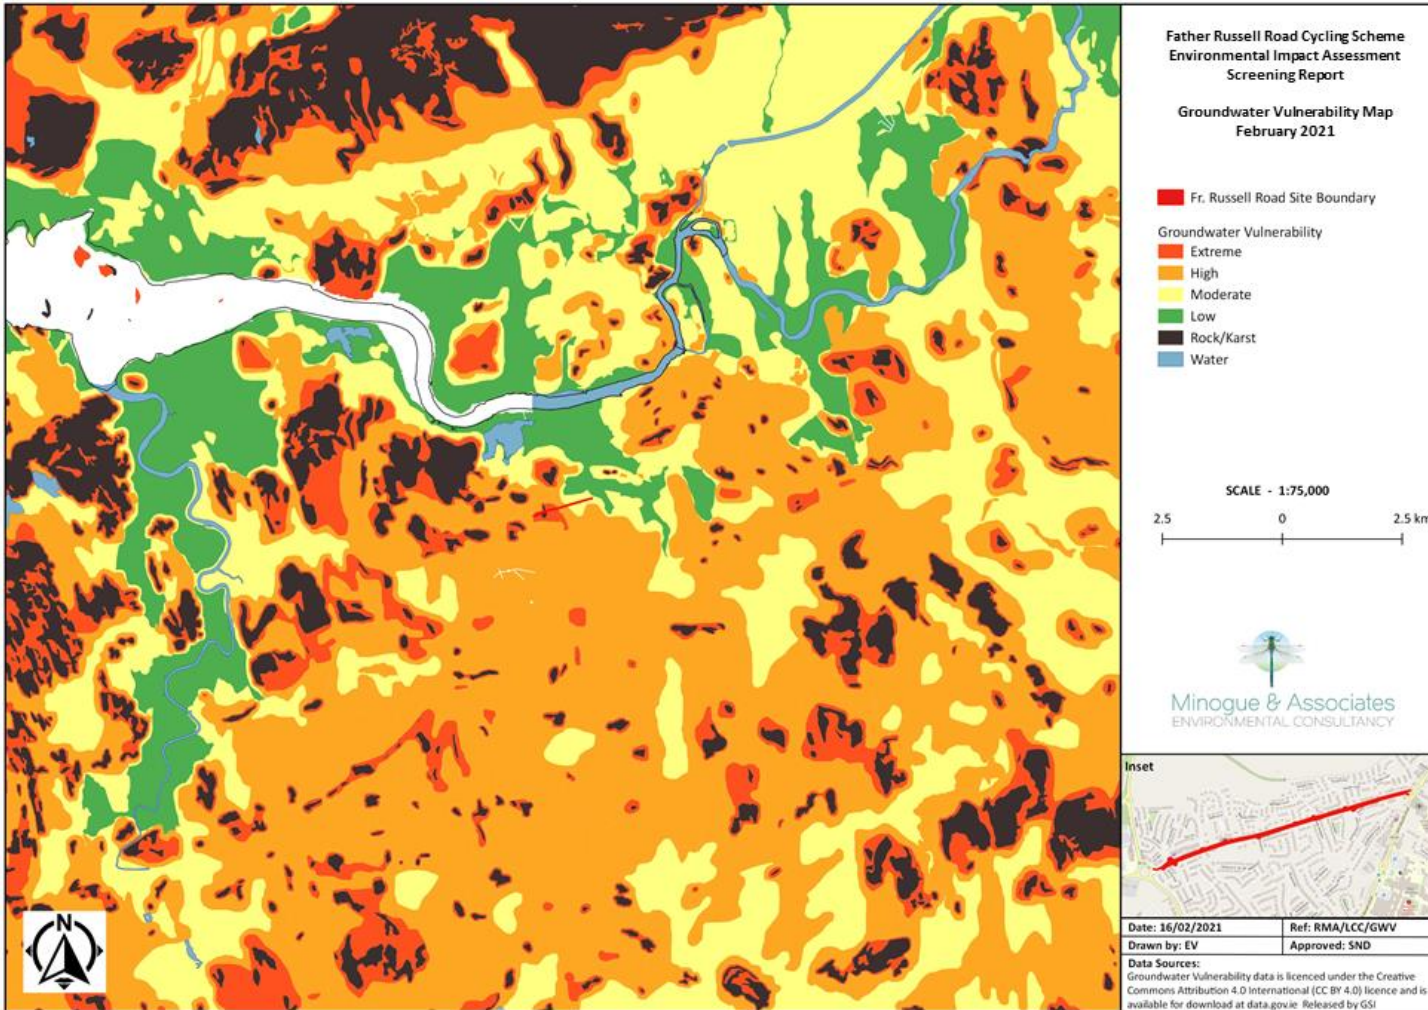 Father Russell Road Cycling Scheme
Environmental Impact Assessment
Screening Report
Groundwater Vulnerability Map
February 2021
Fr. Russell Road Site Boundary
Groundwater Vulnerability
Extreme
High
Moderate
Low
Rock/Karst
Water
SCALE - 1:75,000
2.5 0 2.5 km
Minogue & Associates
ENVIRONMENTAL CONSULTANCY
Inset
N
Date: 16/02/2021 Ref: RMA/LCC/GWV
Drawn by: EV Approved: SND
Data Sources:
Groundwater Vulnerability data is licenced under the Creative
Commons Attribution 4.0 International (CC BY 4.0) licence and is
available for download at data.gov.ie Released by GSI